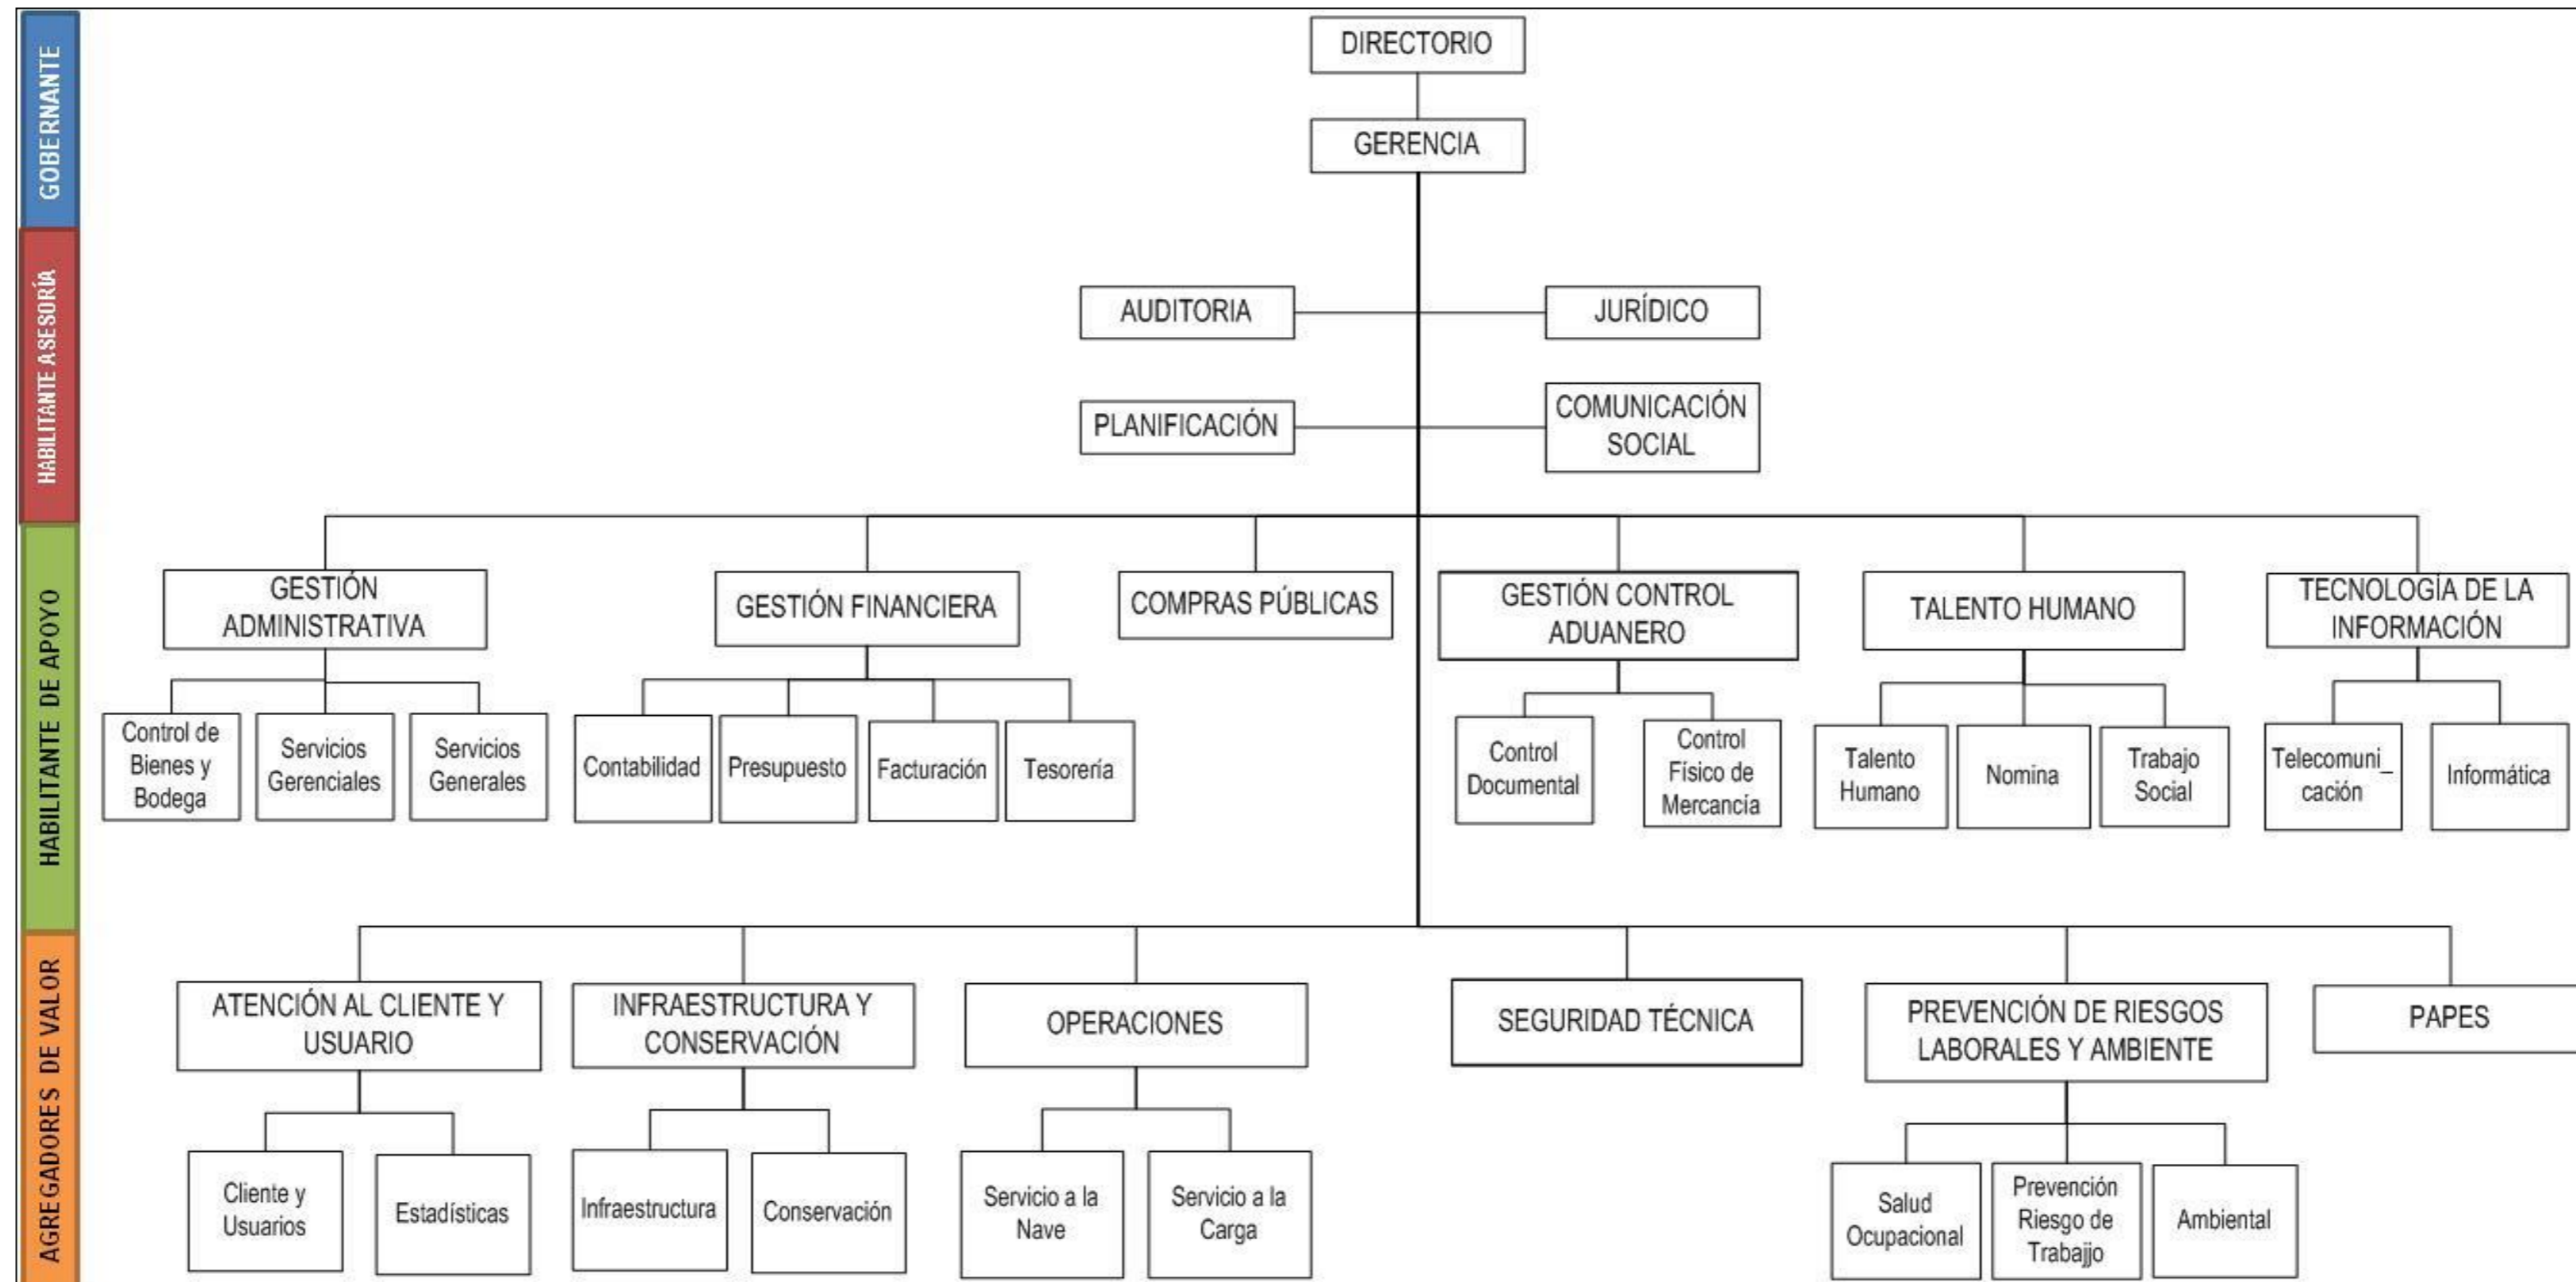 GOBERNANTE
DIRECTORIO
GERENCIA
HABILITANTE ASESORÍA
AUDITORIA
JURÍDICO
PLANIFICACIÓN
COMUNICACIÓN
SOCIAL
HABILITANTE DE APOYO
GESTIÓN
ADMINISTRATIVA
GESTIÓN FINANCIERA
COMPRAS PÚBLICAS
GESTIÓN CONTROL
ADUANERO
TALENTO HUMANO
TECNOLOGÍA DE LA
INFORMACIÓN
Control de
Bienes y
Bodega
Servicios
Gerenciales
Servicios
Generales
Contabilidad
Presupuesto
Facturación
Tesorería
Control
Documental
Control
Físico de
Mercancía
Talento
Humano
Nomina
Trabajo
Social
Telecomuni_
cación
Informática
AGREGADORES DE VALOR
ATENCIÓN AL CLIENTE Y
USUARIO
INFRAESTRUCTURA Y
CONSERVACIÓN
OPERACIONES
SEGURIDAD TÉCNICA
PREVENCIÓN DE RIESGOS
LABORALES Y AMBIENTE
PAPES
Cliente y
Usuarios
Estadísticas
Infraestructura
Conservación
Servicio a la
Nave
Servicio a la
Carga
Salud
Ocupacional
Prevención
Riesgo de
Trabajjo
Ambiental